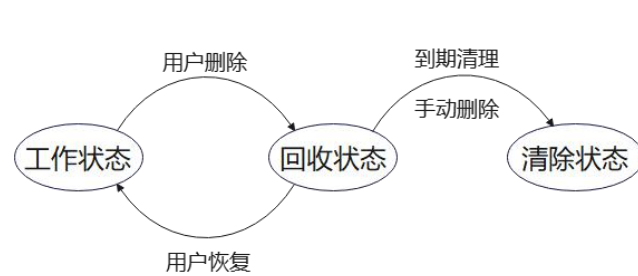 用户删除
到期清理
手动删除
工作状态
回收状态
清除状态
用户恢复